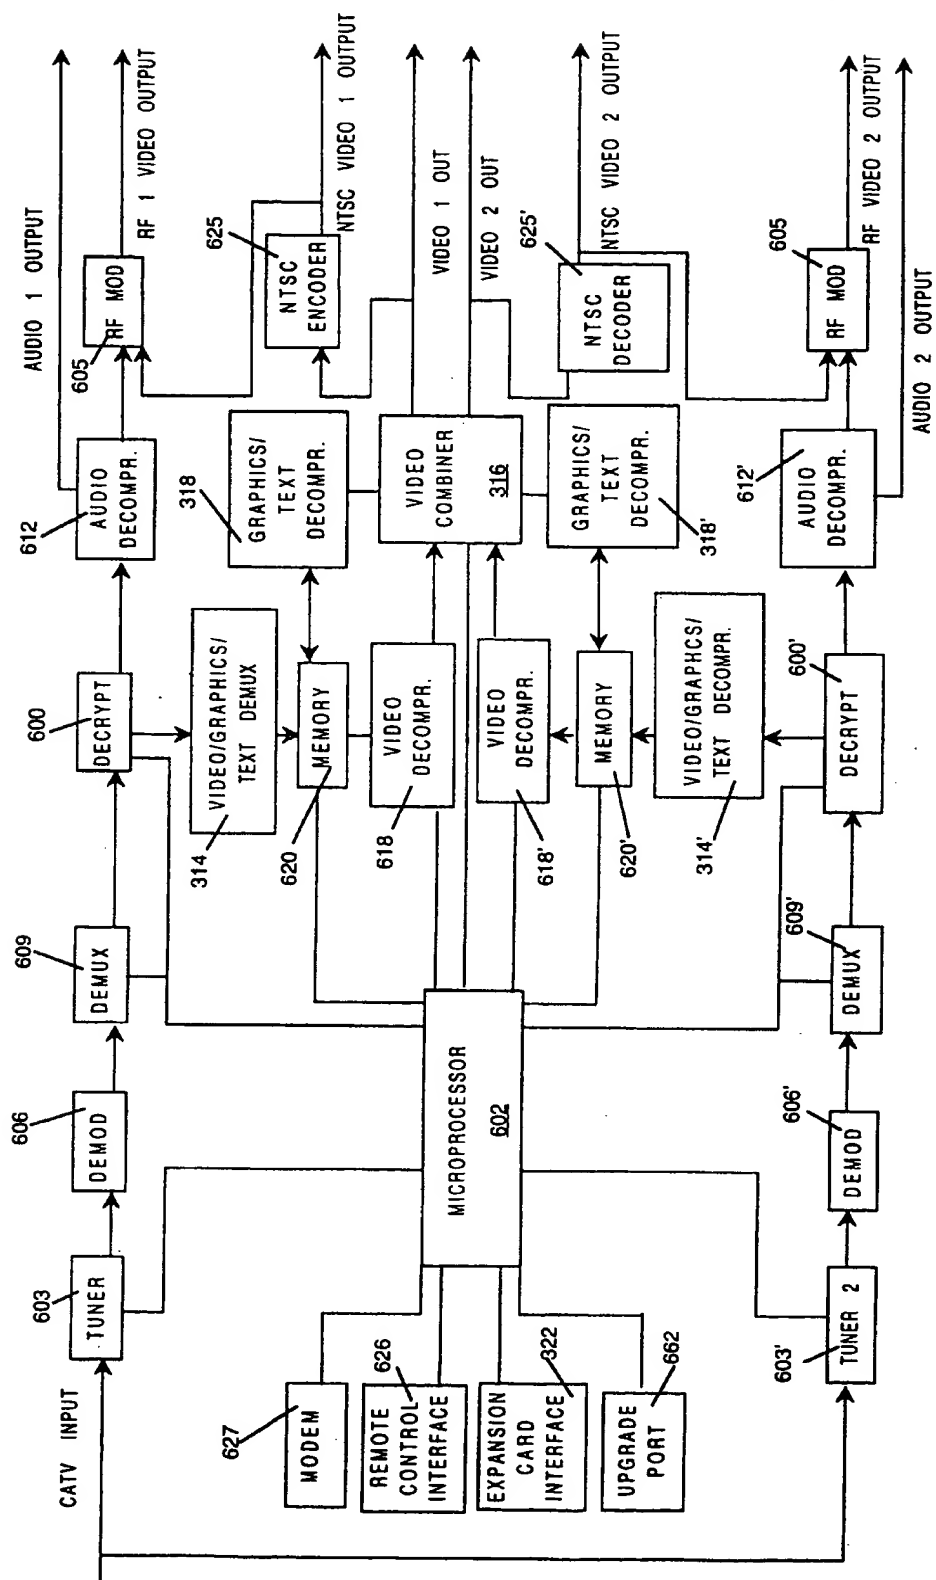 CATV INPUT
603
TUNER
606
DEMOD
609
DEMUX
600
DECRYPT
612
AUDIO
DECOMPR.
605
RF MOD
AUDIO 1 OUTPUT
RF 1 VIDEO OUTPUT
314
VIDEO/GRAPHICS/
TEXT DEMUX
318
GRAPHICS/
TEXT
DECOMPR.
625
NTSC
ENCODER
NTSC VIDEO 1 OUTPUT
620
MEMORY
618
VIDEO
DECOMPR.
627
MODEM
626
REMOTE
CONTROL
INTERFACE
322
EXPANSION
CARD
INTERFACE
662
UPGRADE
PORT
MICROPROCESSOR
602
VIDEO
COMBINER
316
VIDEO 1 OUT
VIDEO 2 OUT
618'
VIDEO
DECOMPR.
620'
MEMORY
318'
GRAPHICS/
TEXT
DECOMPR.
625'
NTSC
DECODER
NTSC VIDEO 2 OUTPUT
314'
VIDEO/GRAPHCS/
TEXT DECOMPR.
603'
TUNER 2
606'
DEMOD
609'
DEMUX
600'
DECRYPT
612'
AUDIO
DECOMPR.
605
RF MOD
RF VIDEO 2 OUTPUT
AUDIO 2 OUTPUT